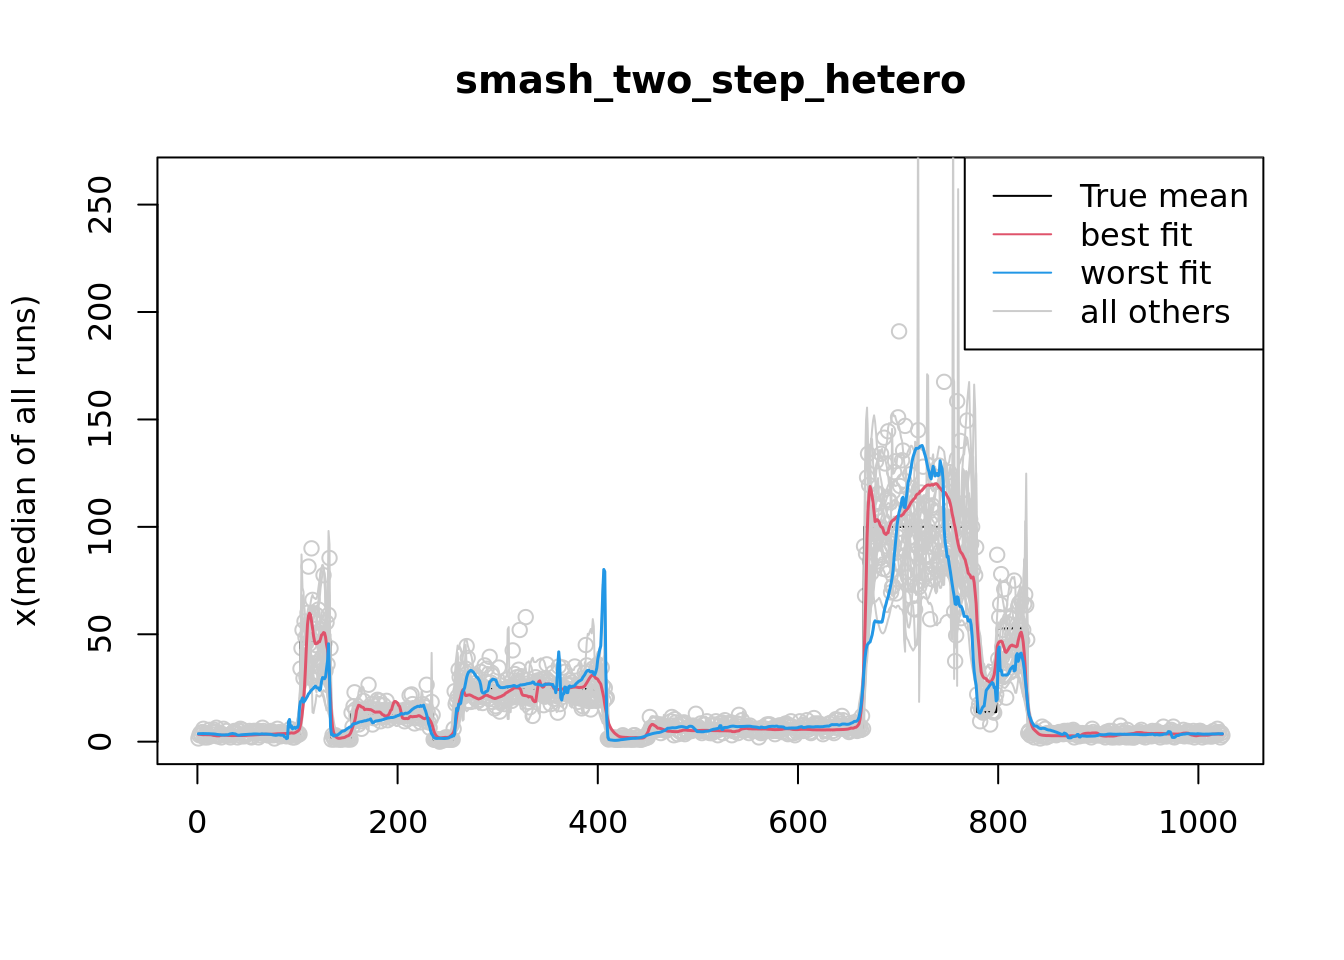 smash_two_step_hetero
x(median of all runs)
250
200
150
100
50
0
True mean
best fit
worst fit
all others
0 200 400 600 800 1000